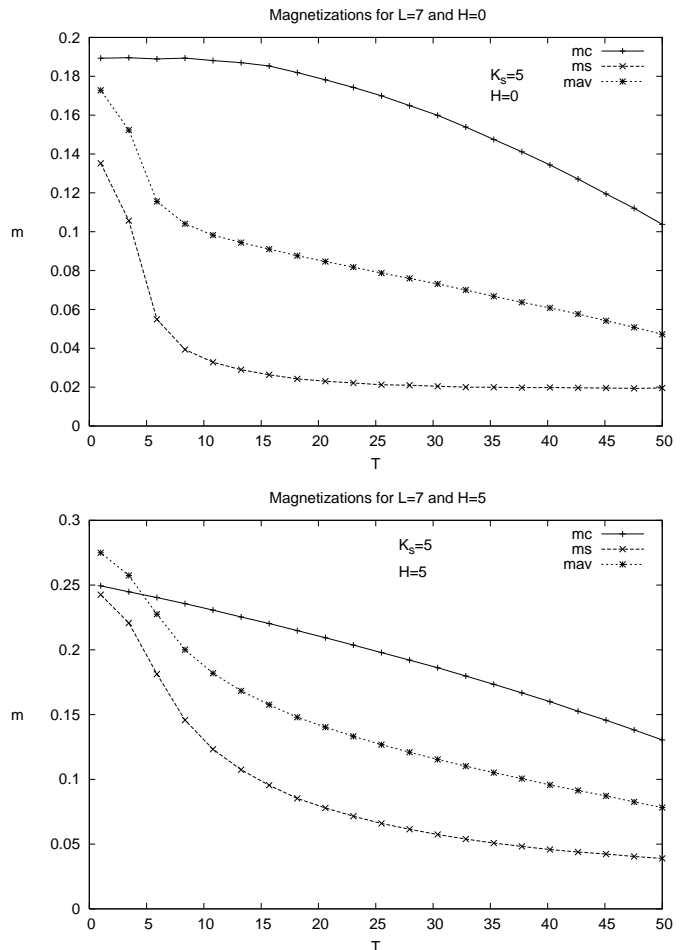 Magnetizations for L=7 and H=0
0.2
0.18
0.16
0.14
0.12
0.1
0.08
0.06
0.04
0.02
0
m
mc
ms
mav
Kₛ=5
H=0
0 5 10 15 20 25 30 35 40 45 50
T
Magnetizations for L=7 and H=5
0.3
0.25
0.2
0.15
0.1
0.05
0
m
mc
ms
mav
Kₛ=5
H=5
0 5 10 15 20 25 30 35 40 45 50
T